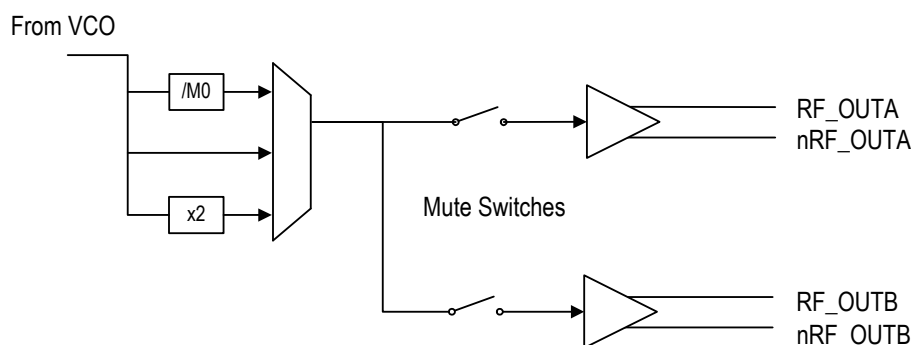 From VCO
/M0
x2
Mute Switches
RF_OUTA
nRF_OUTA
RF_OUTB
nRF_OUTB